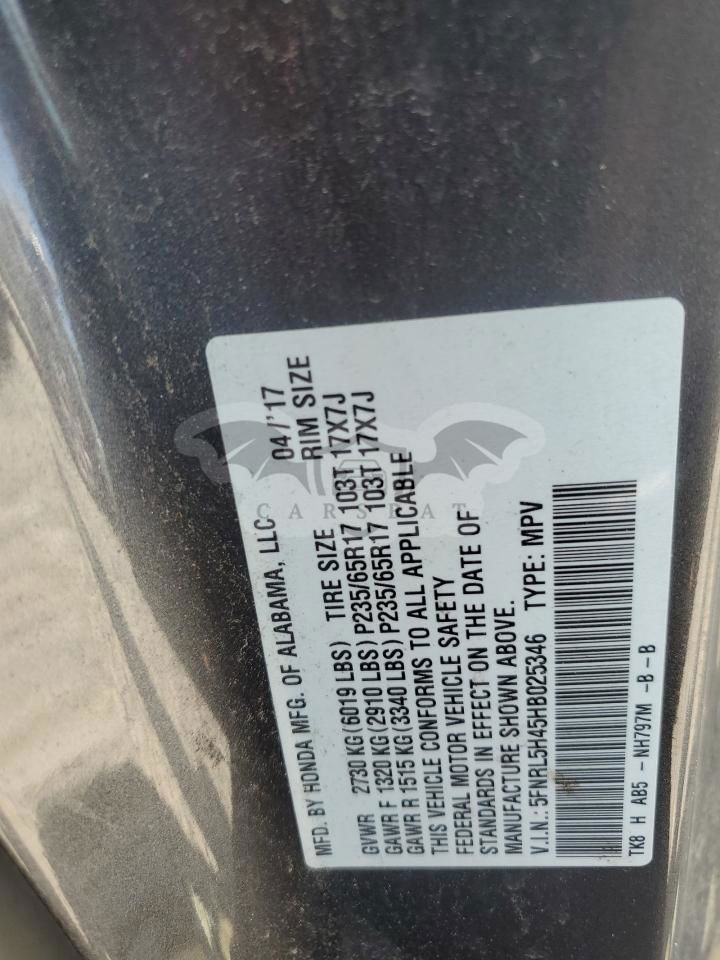 MFD. BY HONDA MFG. OF ALABAMA, LLC 04/'17
GVWR 2730 KG(6019 LBS) TIRE SIZE RIM SIZE
GAWR F 1320 KG(2910 LBS) P235/65R17 103T 17X7J
GAWR R 1515 KG(3340 LBS) P235/65R17 103T 17X7J
THIS VEHICLE CONFORMS TO ALL APPLICABLE
FEDERAL MOTOR VEHICLE SAFETY
STANDARDS IN EFFECT ON THE DATE OF
MANUFACTURE SHOWN ABOVE.
V.I.N.: 5FNRL5H45HB025346 TYPE: MPV
TK8 H AB5 - NH797M -B-B
CARSBAT